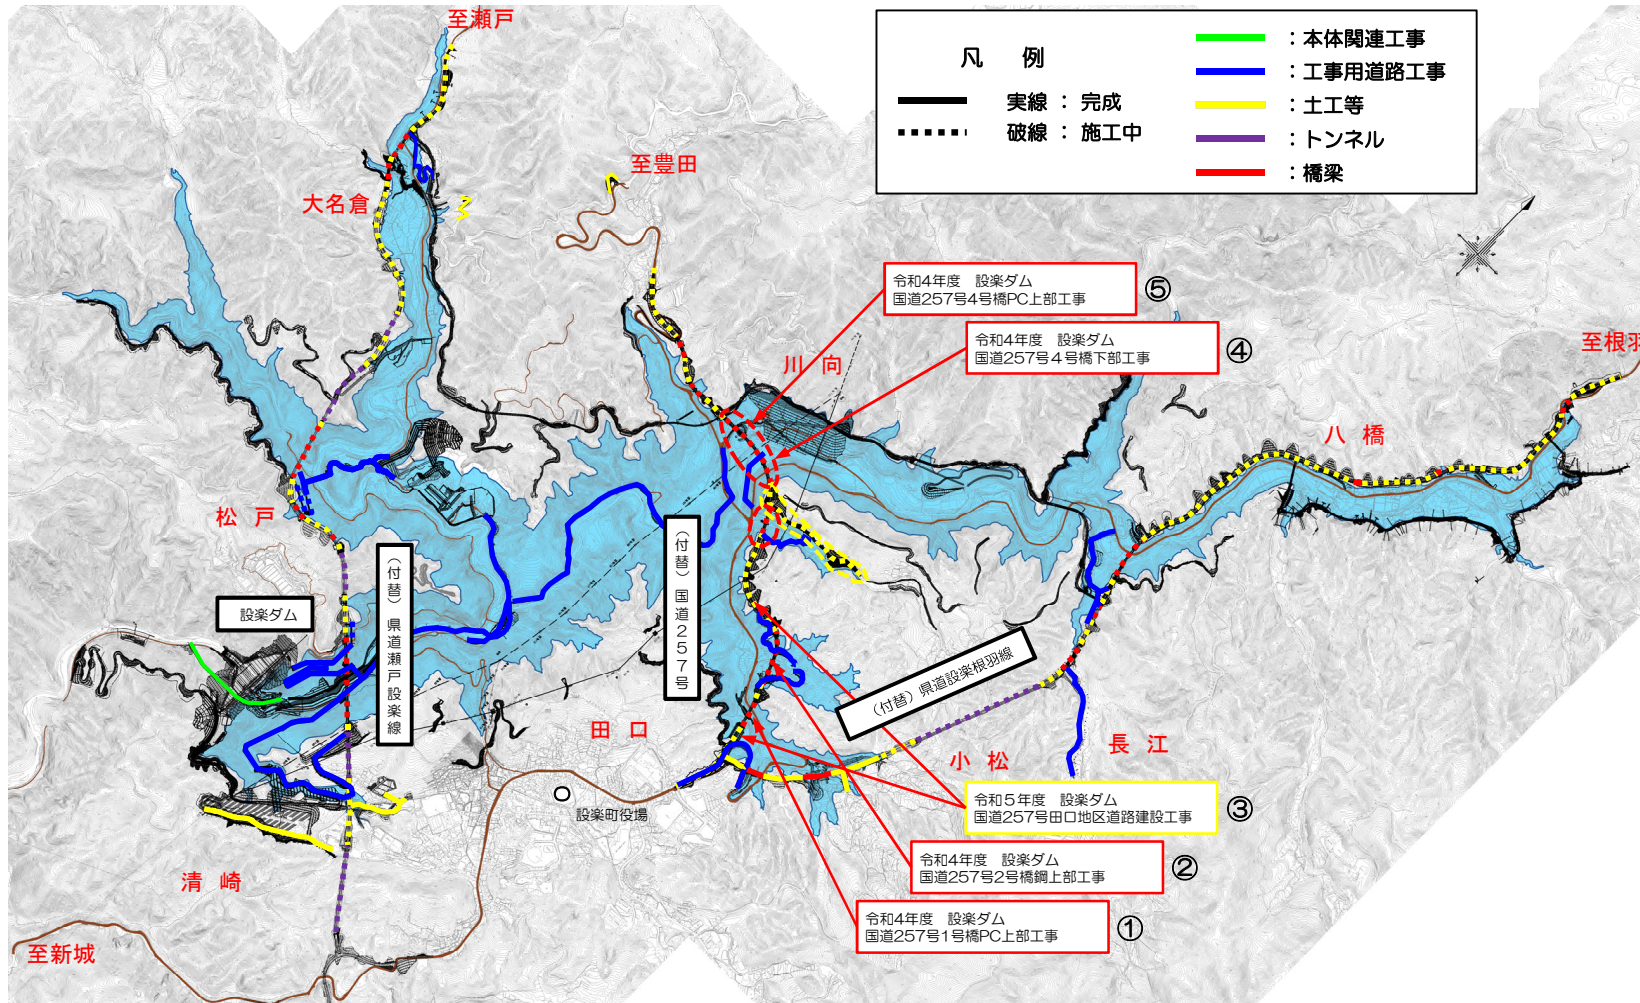 至瀬戸
凡 例
実線 ： 完成
破線 ： 施工中
：本体関連工事
：工事用道路工事
：土工等
：トンネル
：橋梁
至豊田
大名倉
令和4年度　設楽ダム
国道257号4号橋PC上部工事
⑤
令和4年度　設楽ダム
国道257号４号橋下部工事
④
川 向
至根羽
八 橋
松 戸
（付替）県道瀬戸設楽線
（付替）国道２５７号
設楽ダム
（付替）県道設楽根羽線
田 口
小 松
長 江
設楽町役場
令和５年度　設楽ダム
国道257号田口地区道路建設工事
③
令和4年度　設楽ダム
国道257号2号橋鋼上部工事
②
清 崎
令和4年度　設楽ダム
国道257号1号橋PC上部工事
①
至新城